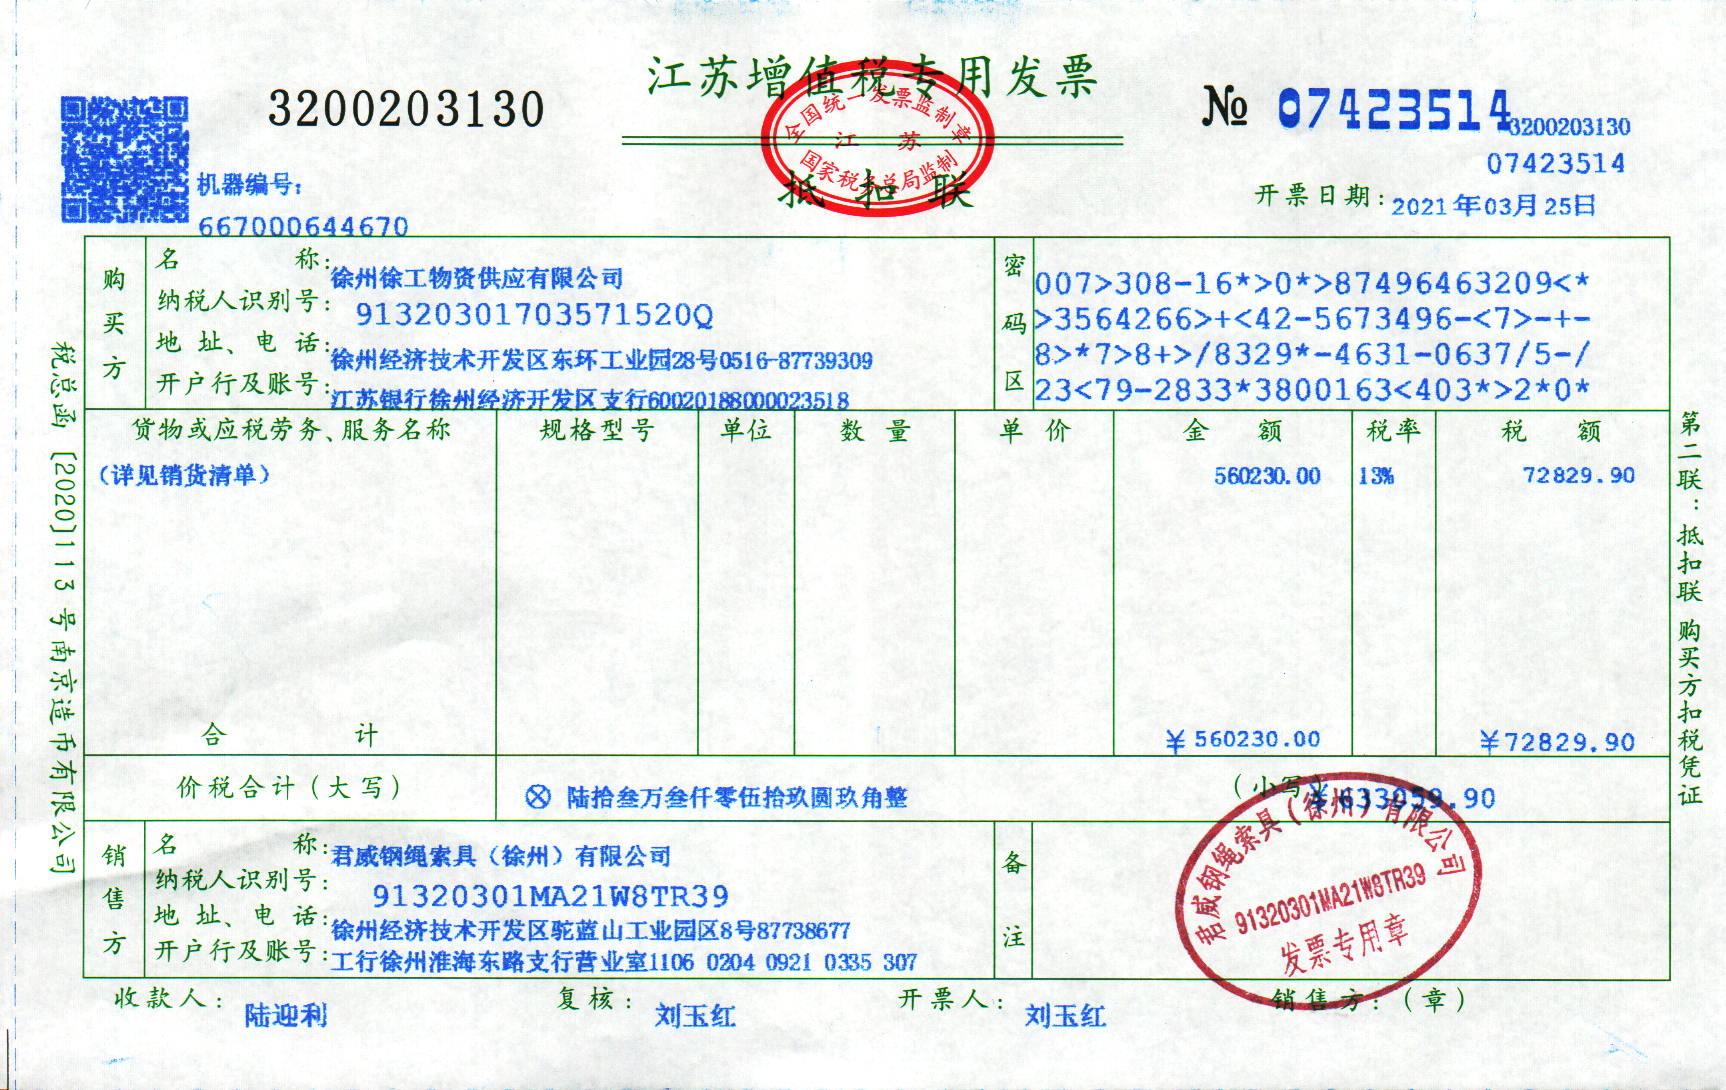 江苏增值税专用发票
3200203130
№ 07423514
3200203130
07423514
全国统一发票监制章
江 苏
国家税务总局监制
抵扣联
机器编号:
667000644670
开票日期: 2021年03月25日
购买方
名 称: 徐州徐工物资供应有限公司
纳税人识别号: 91320301703571520Q
地 址、电 话: 徐州经济技术开发区东环工业园28号0516-87739309
开户行及账号: 江苏银行徐州经济开发区支行60020188000023518
密码区
007>308-16*>0*>87496463209<*
>3564266>+<42-5673496-<7>-+-
8>*7>8+>/8329*-4631-0637/5-/
23<79-2833*3800163<403*>2*0*
货物或应税劳务、服务名称 规格型号 单位 数 量 单 价 金 额 税率 税 额
(详见销货清单) 560230.00 13% 72829.90
合 计 ¥560230.00 ¥72829.90
价税合计(大写) ⊗ 陆拾叁万叁仟零伍拾玖圆玖角整 (小写) ¥633059.90
销售方
名 称: 君威钢绳索具(徐州)有限公司
纳税人识别号: 91320301MA21W8TR39
地 址、电 话: 徐州经济技术开发区驼蓝山工业园区8号87738677
开户行及账号: 工行徐州淮海东路支行营业室1106 0204 0921 0335 307
备注
君威钢绳索具(徐州)有限公司
91320301MA21W8TR39
发票专用章
收款人: 陆迎利 复核: 刘玉红 开票人: 刘玉红 销售方:(章)
税总函[2020]113号南京造币有限公司
第二联:抵扣联 购买方扣税凭证